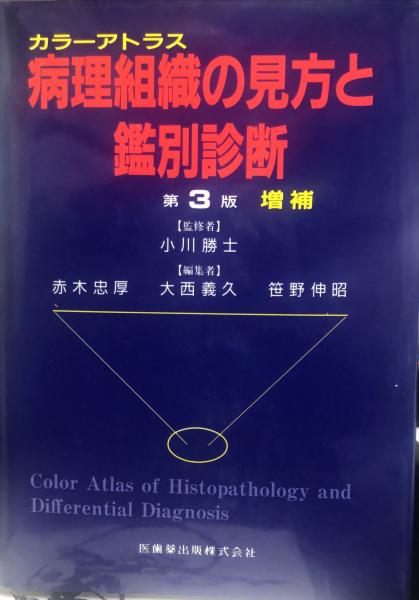 カラーアトラス
病理組織の見方と
鑑別診断
第3版 増補
【監修者】
小川勝士
【編集者】
赤木忠厚 大西義久 笹野伸昭
Color Atlas of Histopathology and
Differential Diagnosis
医歯薬出版株式会社